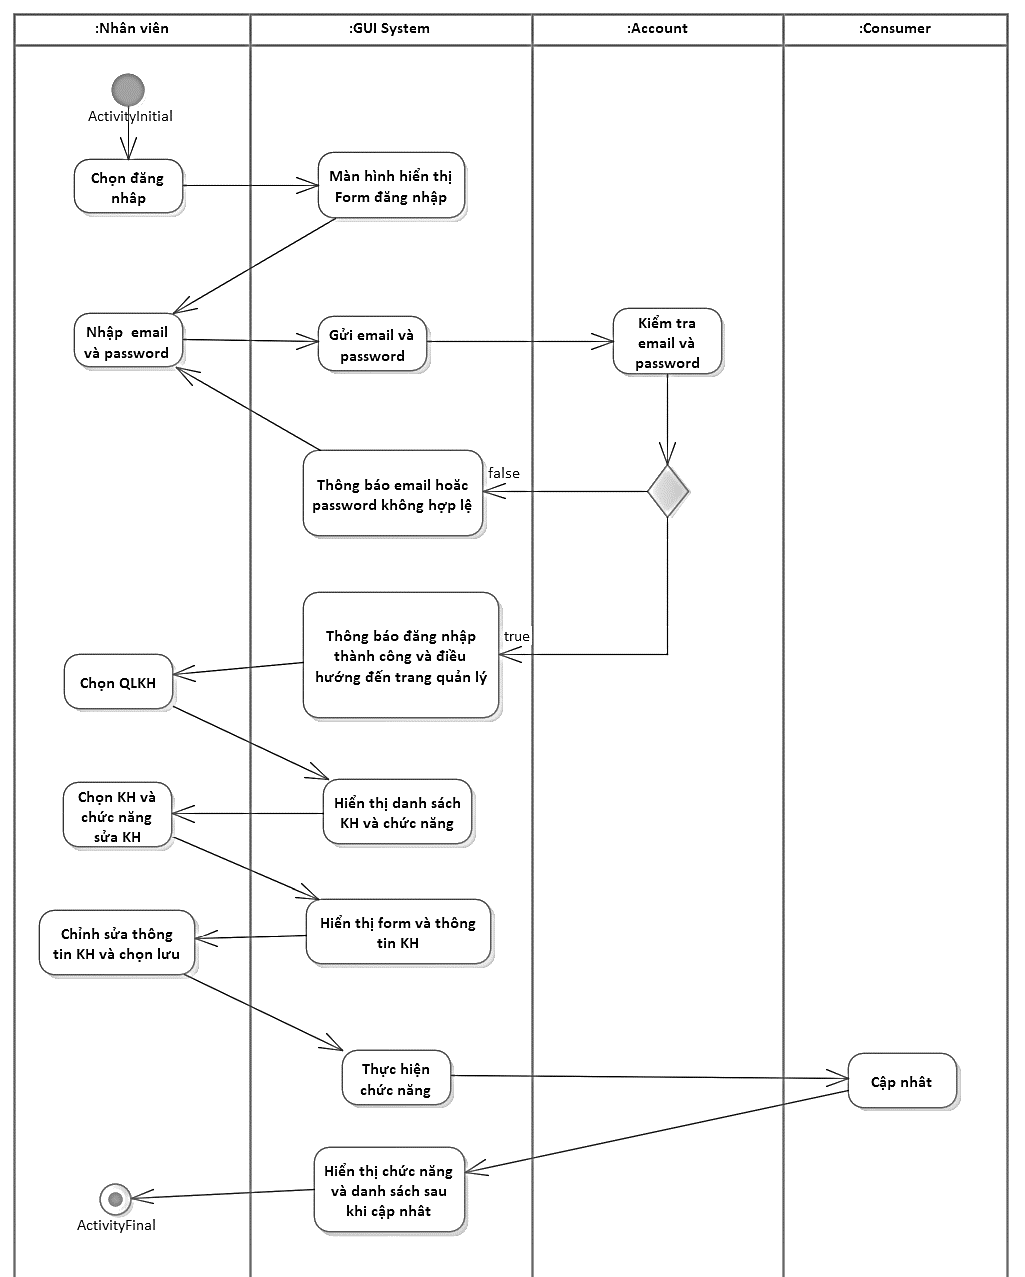 :Nhân viên
:GUI System
:Account
:Consumer
ActivityInitial
Chọn đăng
nhâp
Màn hình hiển thị
Form đăng nhập
Nhập email
và password
Gửi email và
password
Kiểm tra
email và
password
false
Thông báo email hoăc
password không hợp lệ
true
Thông báo đăng nhập
thành công và điều
hướng đến trang quản lý
Chọn QLKH
Hiển thị danh sách
KH và chức năng
Chọn KH và
chức năng
sửa KH
Hiển thị form và thông
tin KH
Chỉnh sửa thông
tin KH và chọn lưu
Thực hiện
chức năng
Cập nhât
Hiển thị chức năng
và danh sách sau
khi cập nhât
ActivityFinal